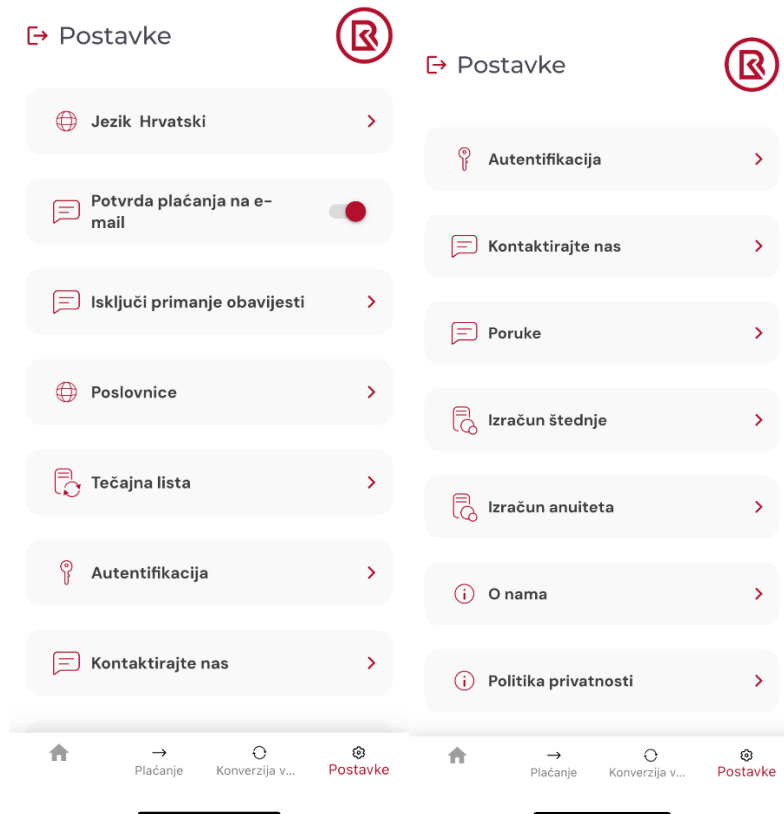 Postavke
Jezik Hrvatski
Potvrda plaćanja na e-
mail
Isključi primanje obavijesti
Poslovnice
Tečajna lista
Autentifikacija
Kontaktirajte nas
Plaćanje
Konverzija v...
Postavke
Postavke
Autentifikacija
Kontaktirajte nas
Poruke
Izračun štednje
Izračun anuiteta
O nama
Politika privatnosti
Plaćanje
Konverzija v...
Postavke